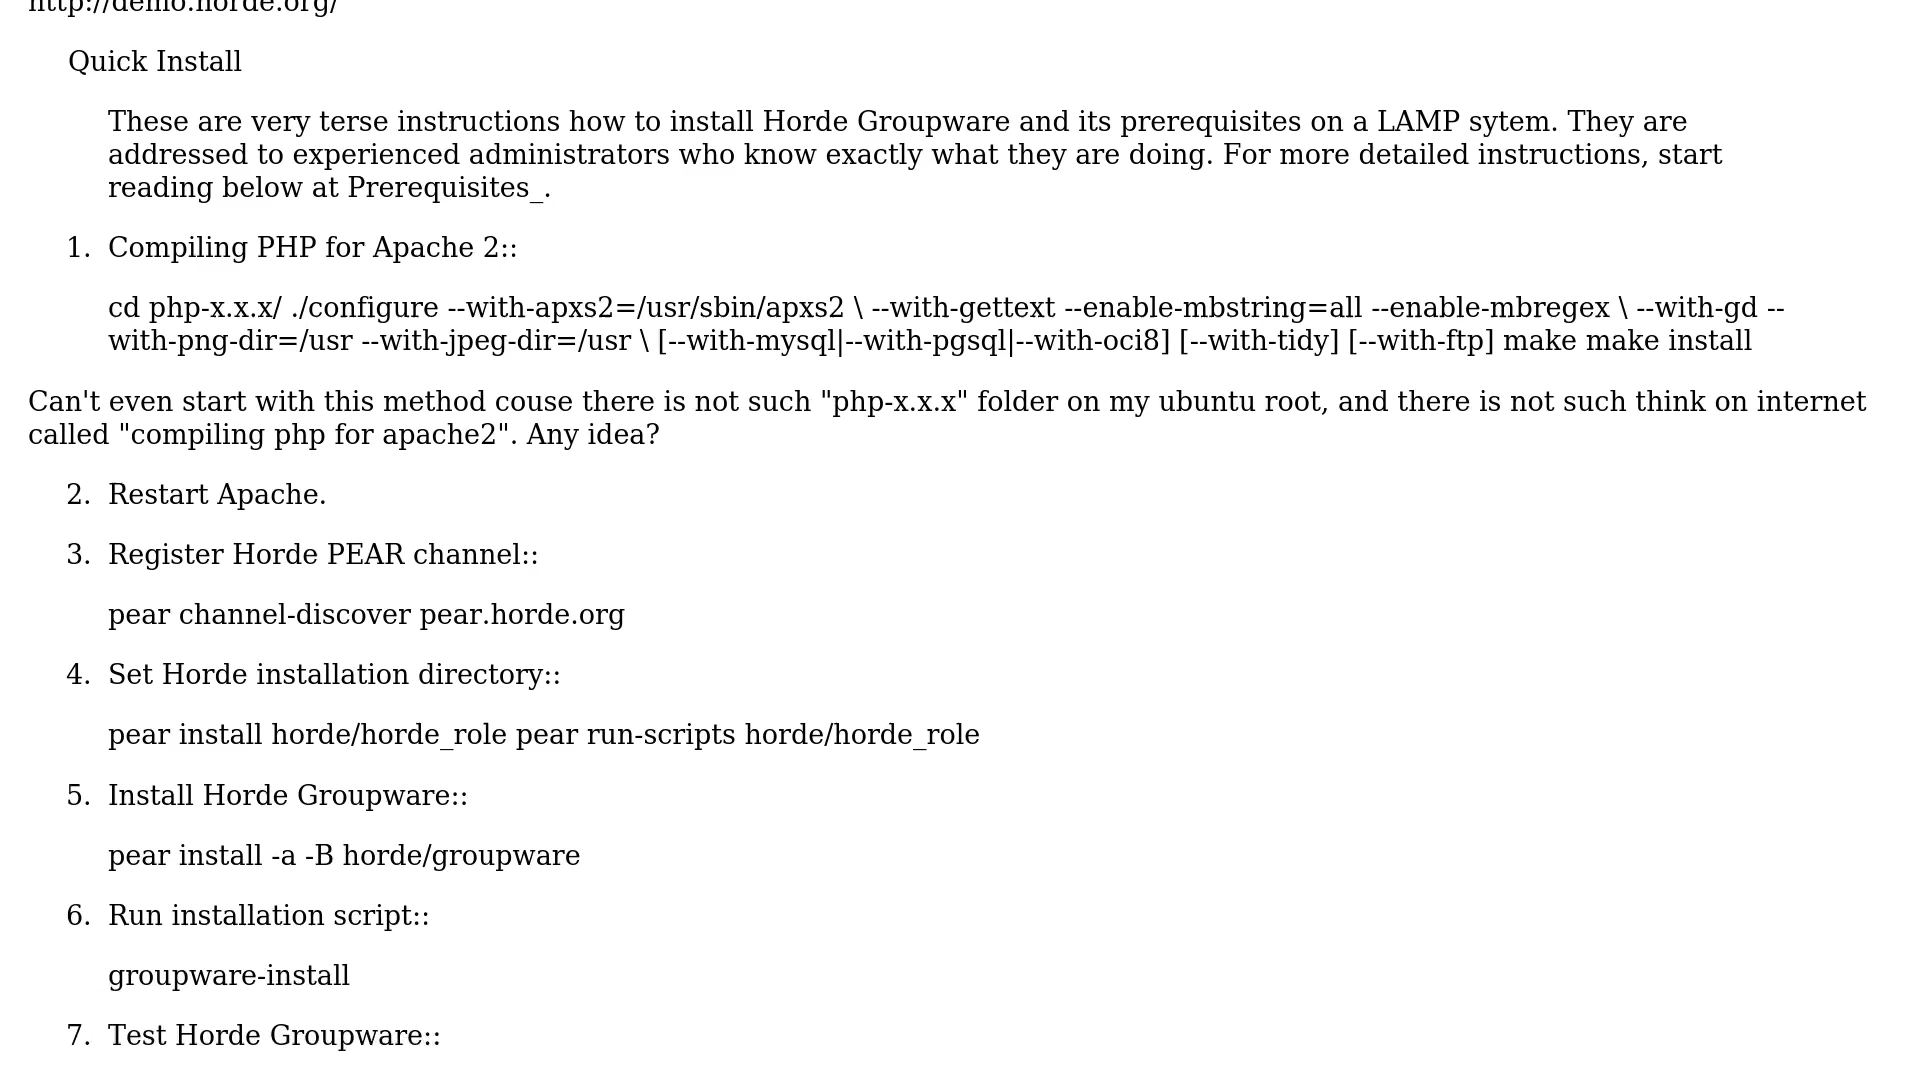 http://demo.horde.org/
Quick Install
These are very terse instructions how to install Horde Groupware and its prerequisites on a LAMP sytem. They are
addressed to experienced administrators who know exactly what they are doing. For more detailed instructions, start
reading below at Prerequisites_.
1. Compiling PHP for Apache 2::
cd php-x.x.x/ ./configure --with-apxs2=/usr/sbin/apxs2 \ --with-gettext --enable-mbstring=all --enable-mbregex \ --with-gd --
with-png-dir=/usr --with-jpeg-dir=/usr \ [--with-mysql|--with-pgsql|--with-oci8] [--with-tidy] [--with-ftp] make make install
Can't even start with this method couse there is not such "php-x.x.x" folder on my ubuntu root, and there is not such think on internet
called "compiling php for apache2". Any idea?
2. Restart Apache.
3. Register Horde PEAR channel::
pear channel-discover pear.horde.org
4. Set Horde installation directory::
pear install horde/horde_role pear run-scripts horde/horde_role
5. Install Horde Groupware::
pear install -a -B horde/groupware
6. Run installation script::
groupware-install
7. Test Horde Groupware::